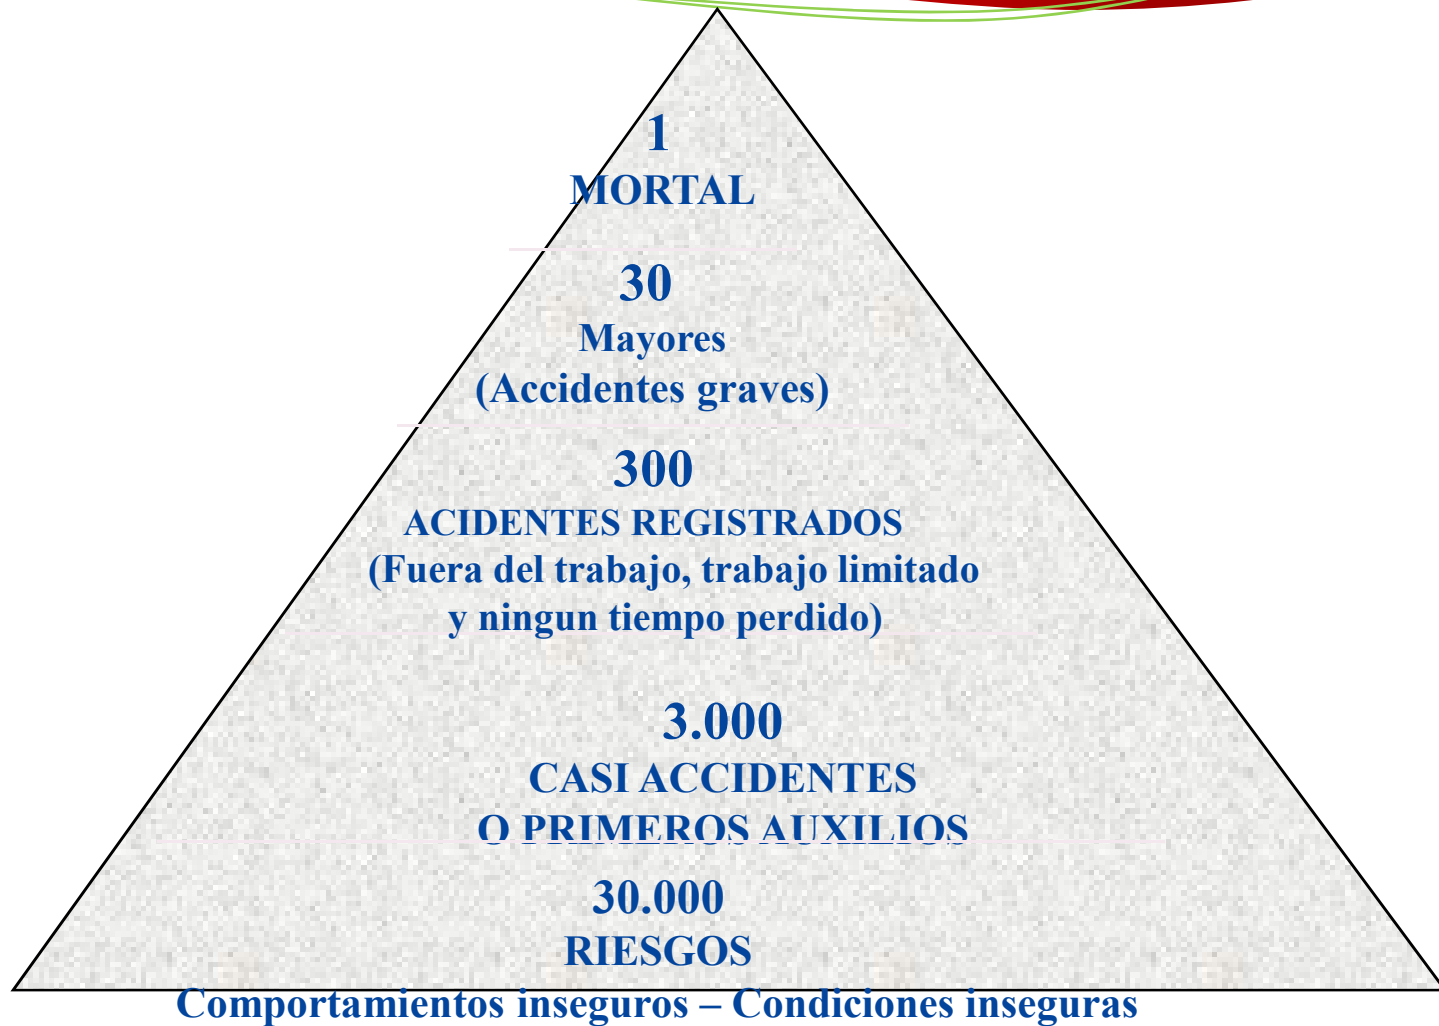 1
MORTAL
30
Mayores
(Accidentes graves)
300
ACIDENTES REGISTRADOS
(Fuera del trabajo, trabajo limitado
y ningun tiempo perdido)
3.000
CASI ACCIDENTES
O PRIMEROS AUXILIOS
30.000
RIESGOS
Comportamientos inseguros – Condiciones inseguras